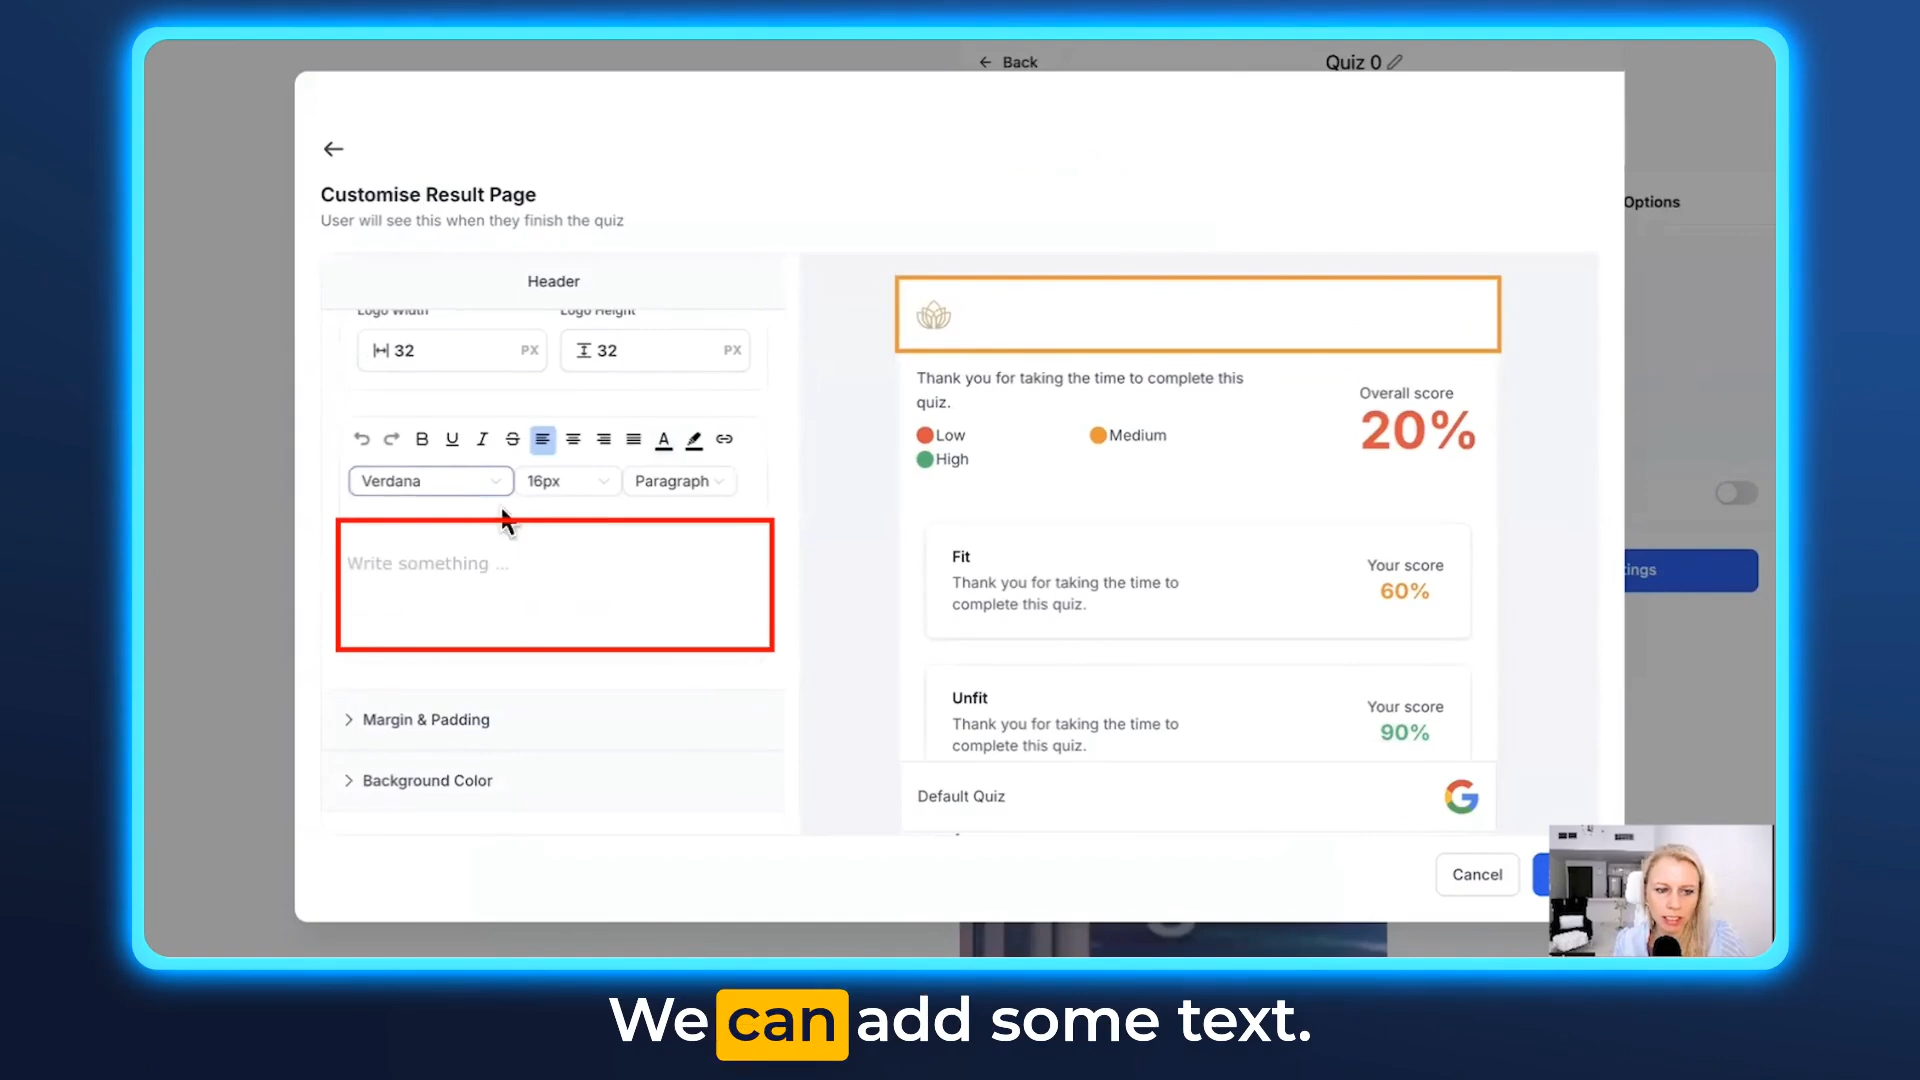 ← Back
Quiz 0
Options
Customise Result Page
User will see this when they finish the quiz
Header
Logo Width
Logo Height
32 PX
32 PX
B U I S A
Verdana
16px
Paragraph
Write something ...
Margin & Padding
Background Color
Thank you for taking the time to complete this
quiz.
Low
Medium
High
Overall score
20%
Fit
Thank you for taking the time to
complete this quiz.
Your score
60%
Unfit
Thank you for taking the time to
complete this quiz.
Your score
90%
Default Quiz
G
tings
Cancel
We can add some text.